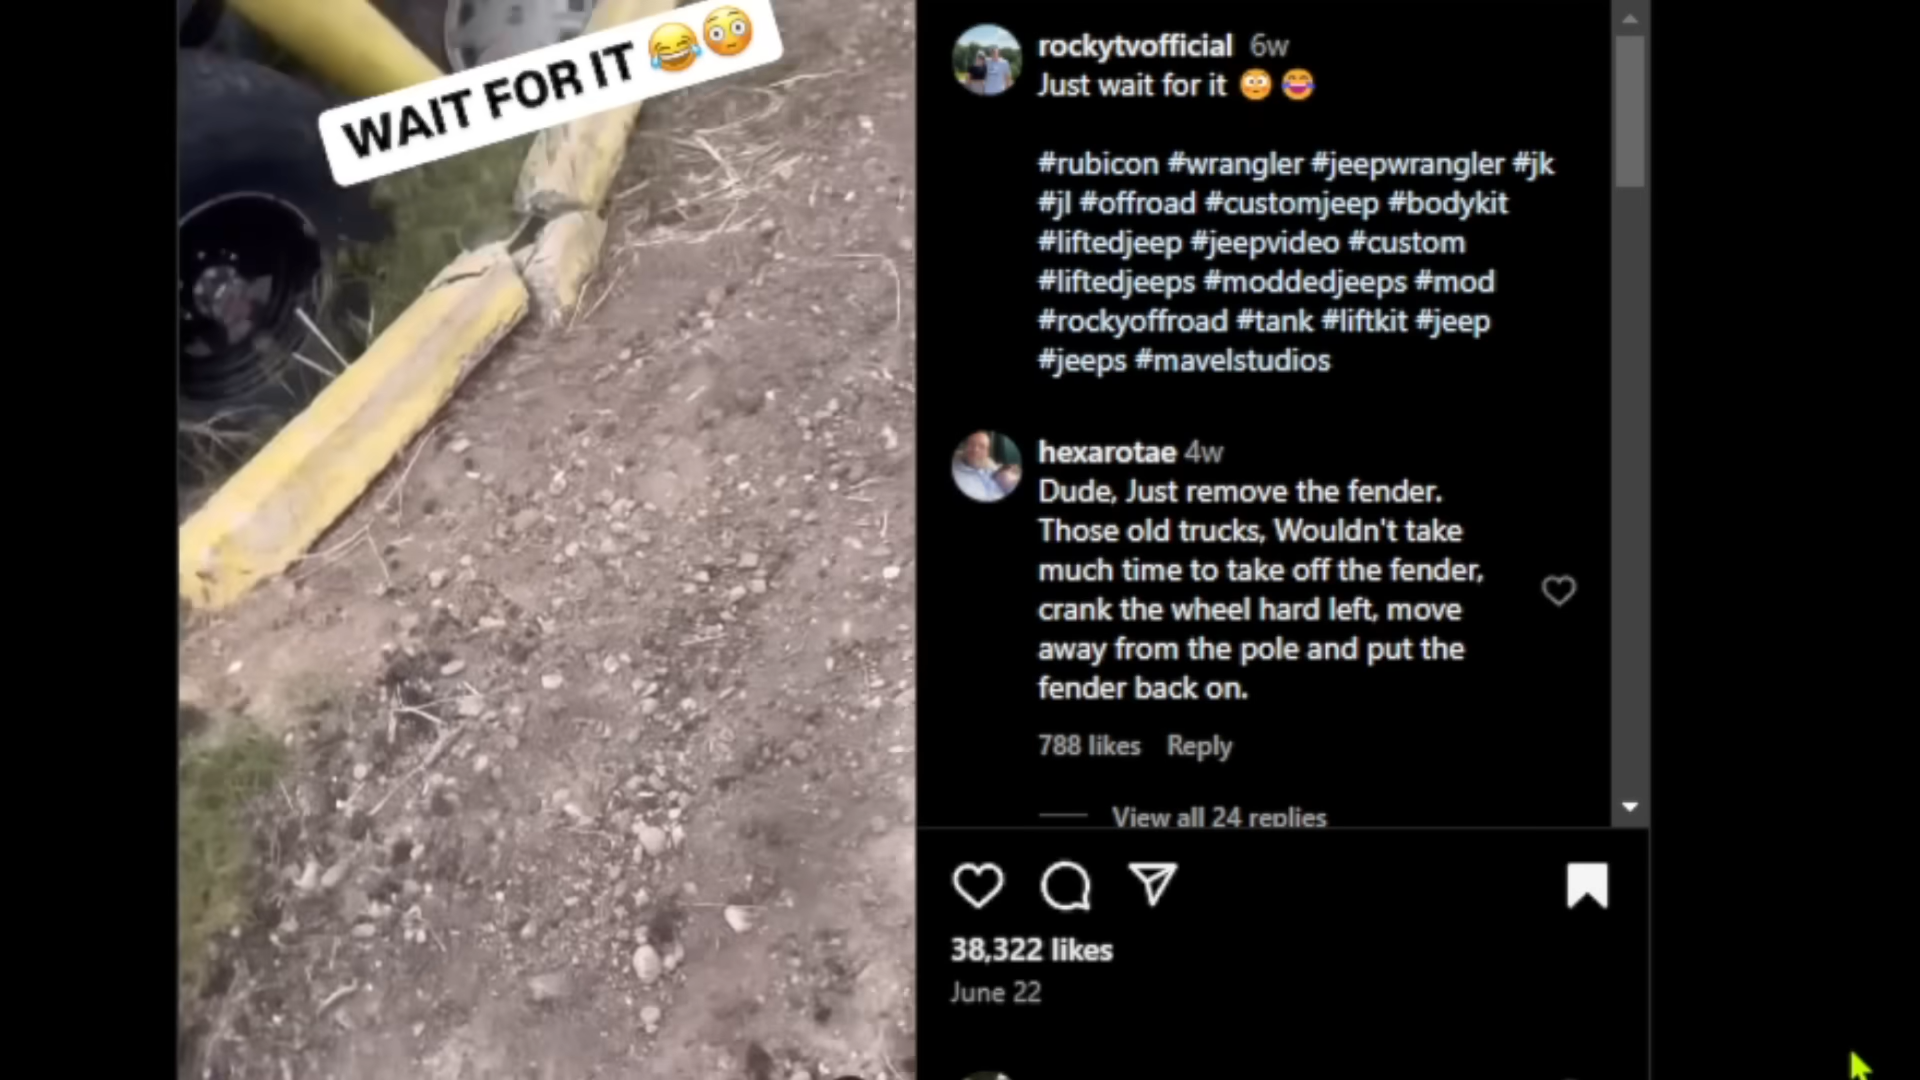 WAIT FOR IT 😂😳
rockytvofficial 6w
Just wait for it 😳😂
#rubicon #wrangler #jeepwrangler #jk
#jl #offroad #customjeep #bodykit
#liftedjeep #jeepvideo #custom
#liftedjeeps #moddedjeeps #mod
#rockyoffroad #tank #liftkit #jeep
#jeeps #mavelstudios
hexarotae 4w
Dude, Just remove the fender.
Those old trucks, Wouldn't take
much time to take off the fender,
crank the wheel hard left, move
away from the pole and put the
fender back on.
788 likes Reply
View all 24 replies
38,322 likes
June 22